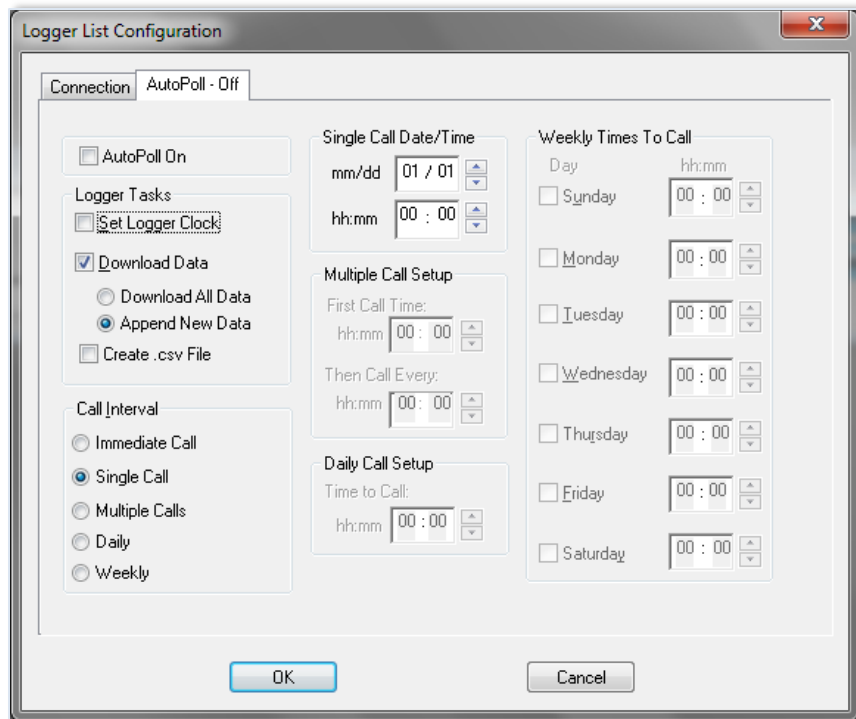 Logger List Configuration
X
Connection
AutoPoll - Off
AutoPoll On
Logger Tasks
Set Logger Clock
Download Data
Download All Data
Append New Data
Create .csv File
Call Interval
Immediate Call
Single Call
Multiple Calls
Daily
Weekly
Single Call Date/Time
mm/dd 01 / 01
hh:mm 00 : 00
Multiple Call Setup
First Call Time:
hh:mm 00 : 00
Then Call Every:
hh:mm 00 : 00
Daily Call Setup
Time to Call:
hh:mm 00 : 00
Weekly Times To Call
Day hh:mm
Sunday 00 : 00
Monday 00 : 00
Tuesday 00 : 00
Wednesday 00 : 00
Thursday 00 : 00
Friday 00 : 00
Saturday 00 : 00
OK
Cancel